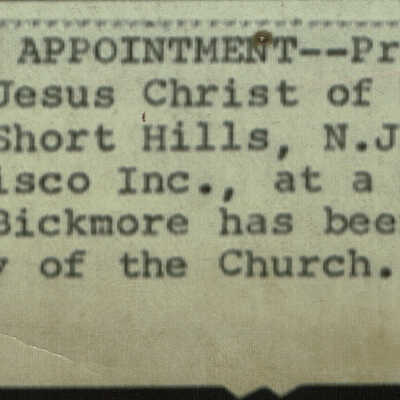 APPOINTMENT--Pr
Jesus Christ of
Short Hills, N.J
isco Inc., at a
Bickmore has bee
y of the Church.